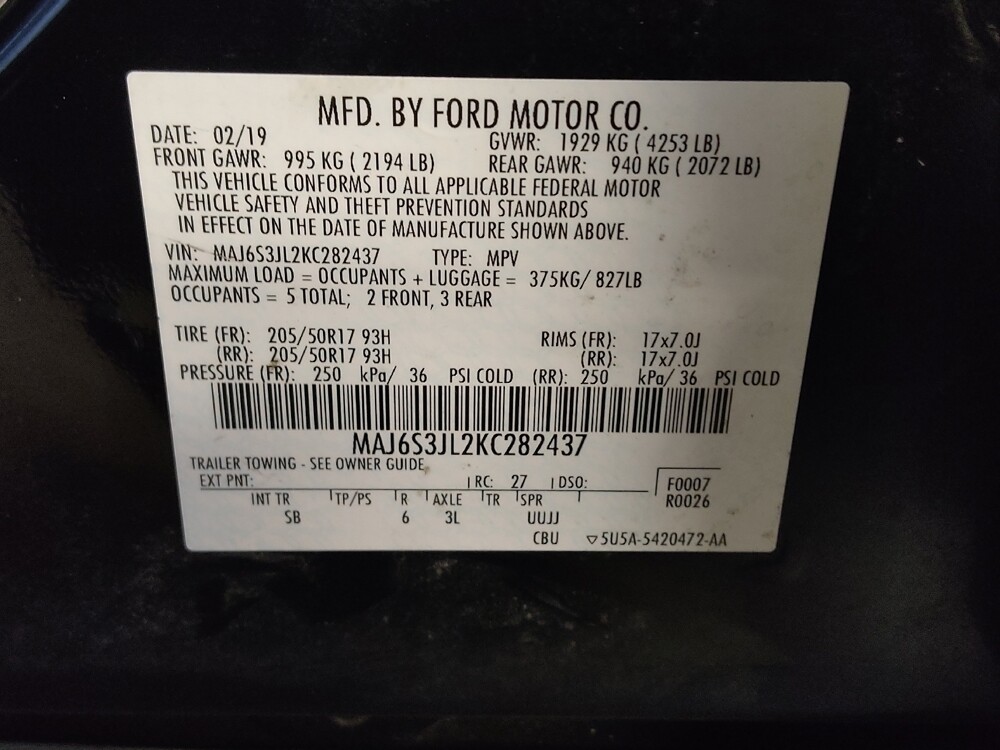 MFD. BY FORD MOTOR CO.
DATE: 02/19 GVWR: 1929 KG ( 4253 LB)
FRONT GAWR: 995 KG ( 2194 LB) REAR GAWR: 940 KG ( 2072 LB)
THIS VEHICLE CONFORMS TO ALL APPLICABLE FEDERAL MOTOR
VEHICLE SAFETY AND THEFT PREVENTION STANDARDS
IN EFFECT ON THE DATE OF MANUFACTURE SHOWN ABOVE.
VIN: MAJ6S3JL2KC282437 TYPE: MPV
MAXIMUM LOAD = OCCUPANTS + LUGGAGE = 375KG/ 827LB
OCCUPANTS = 5 TOTAL; 2 FRONT, 3 REAR
TIRE (FR): 205/50R17 93H RIMS (FR): 17x7.0J
(RR): 205/50R17 93H (RR): 17x7.0J
PRESSURE (FR): 250 kPa/ 36 PSI COLD (RR): 250 kPa/ 36 PSI COLD
MAJ6S3JL2KC282437
TRAILER TOWING - SEE OWNER GUIDE
EXT PNT: RC: 27 DSO: F0007
INT TR TP/PS R AXLE TR SPR R0026
SB 6 3L UUJJ
CBU ▽5U5A-5420472-AA